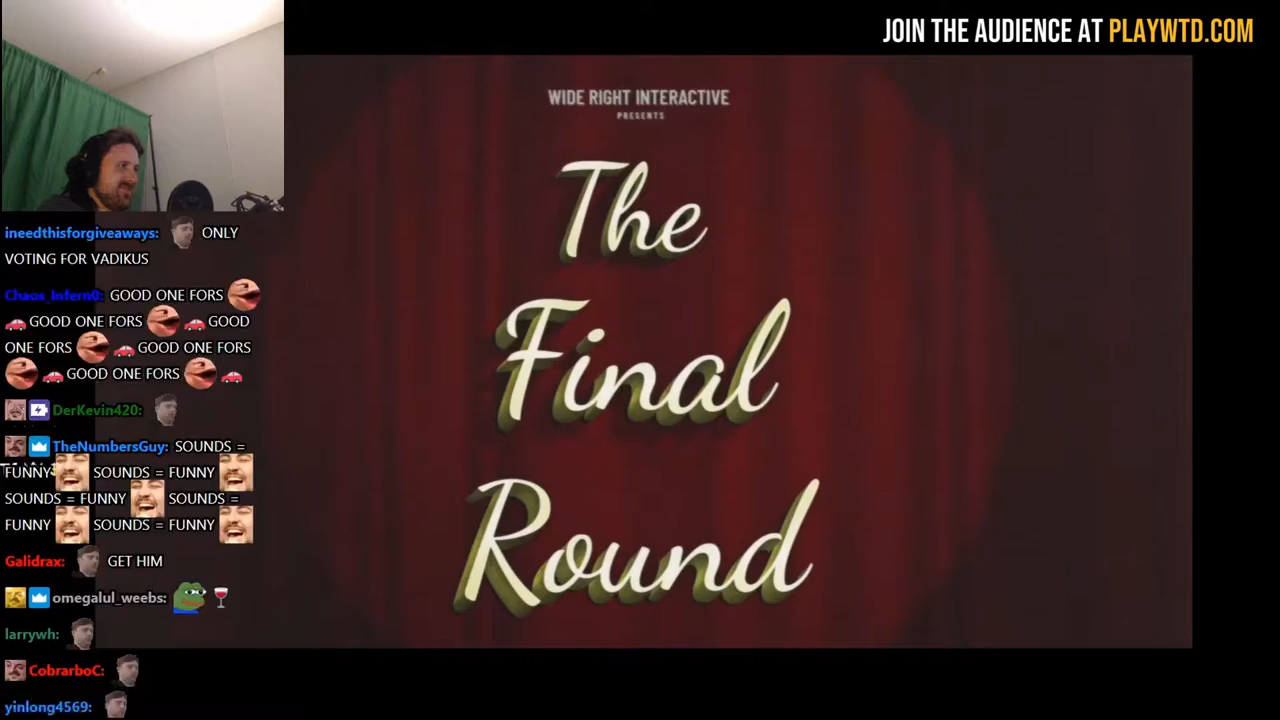 JOIN THE AUDIENCE AT PLAYWTD.COM
WIDE RIGHT INTERACTIVE
PRESENTS
The
Final
Round
ineedthisforgiveaways: ONLY
VOTING FOR VADIKUS
Chaos_Infern0: GOOD ONE FORS
GOOD ONE FORS GOOD
ONE FORS GOOD ONE FORS
GOOD ONE FORS
DerKevin420:
TheNumbersGuy: SOUNDS =
FUNNY SOUNDS = FUNNY
SOUNDS = FUNNY SOUNDS =
FUNNY SOUNDS = FUNNY
Galidrax: GET HIM
omegalul_weebs:
larrywh:
CobrarboC:
yinlong4569: